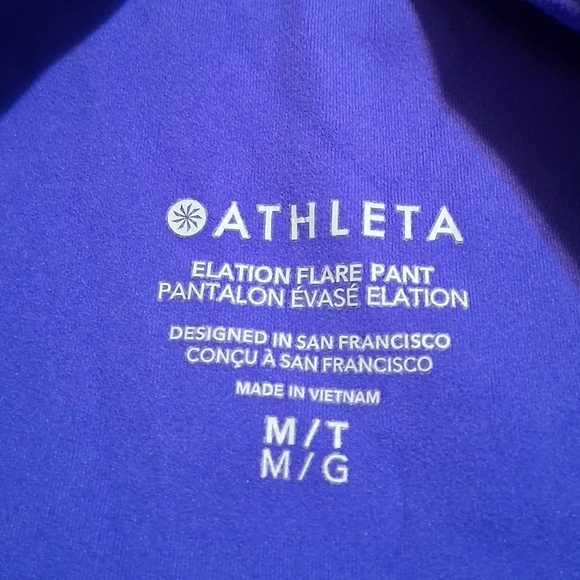 ATHLETA
ELATION FLARE PANT
PANTALON ÉVASÉ ELATION
DESIGNED IN SAN FRANCISCO
CONÇU À SAN FRANCISCO
MADE IN VIETNAM
M/T
M/G